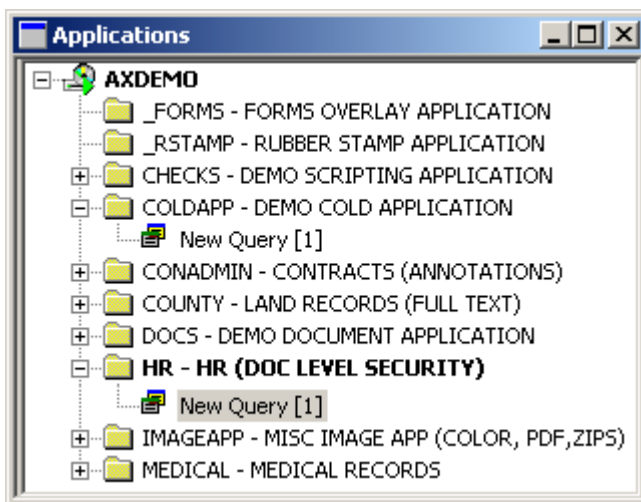 Applications
AXDEMO
_FORMS - FORMS OVERLAY APPLICATION
_RSTAMP - RUBBER STAMP APPLICATION
CHECKS - DEMO SCRIPTING APPLICATION
COLDAPP - DEMO COLD APPLICATION
New Query [1]
CONADMIN - CONTRACTS (ANNOTATIONS)
COUNTY - LAND RECORDS (FULL TEXT)
DOCS - DEMO DOCUMENT APPLICATION
HR - HR (DOC LEVEL SECURITY)
New Query [1]
IMAGEAPP - MISC IMAGE APP (COLOR, PDF,ZIPS)
MEDICAL - MEDICAL RECORDS